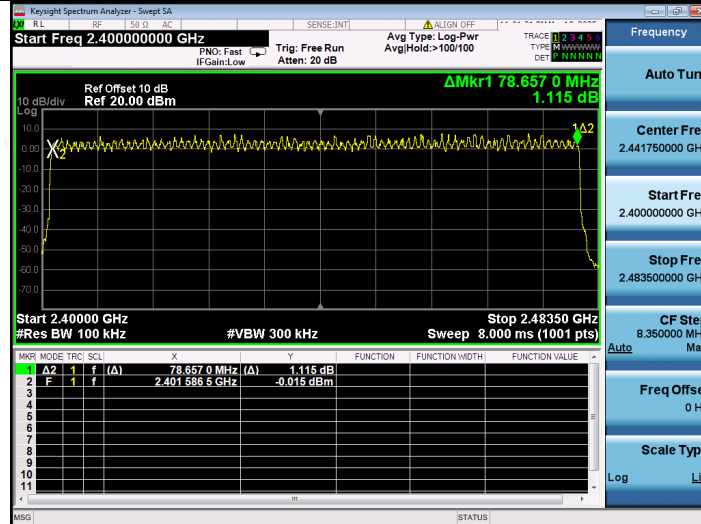 Keysight Spectrum Analyzer - Swept SA
LXI RL RF 50 Ω AC SENSE:INT ALIGN OFF
Start Freq 2.400000000 GHz
PNO: Fast
IFGain:Low
Trig: Free Run
Atten: 20 dB
Avg Type: Log-Pwr
Avg|Hold:>100/100
TRACE 1 2 3 4 5 6
TYPE M W W W W W
DET P N N N N N
Ref Offset 10 dB
Ref 20.00 dBm
ΔMkr1 78.657 0 MHz
1.115 dB
10 dB/div
Log
10.0
0.00
-10.0
-20.0
-30.0
-40.0
-50.0
-60.0
-70.0
X2
1Δ2
Start 2.40000 GHz
Stop 2.48350 GHz
#Res BW 100 kHz
#VBW 300 kHz
Sweep 8.000 ms (1001 pts)
MKR MODE TRC SCL X Y FUNCTION FUNCTION WIDTH FUNCTION VALUE
1 Δ2 1 f (Δ) 78.657 0 MHz (Δ) 1.115 dB
2 F 1 f 2.401 586 5 GHz -0.015 dBm
3
4
5
6
7
8
9
10
11
MSG
STATUS
Frequency
Auto Tun
Center Fre
2.441750000 GH
Start Fre
2.400000000 GH
Stop Fre
2.483500000 GH
CF Ste
8.350000 MH
Auto Ma
Freq Offse
0 H
Scale Typ
Log Li